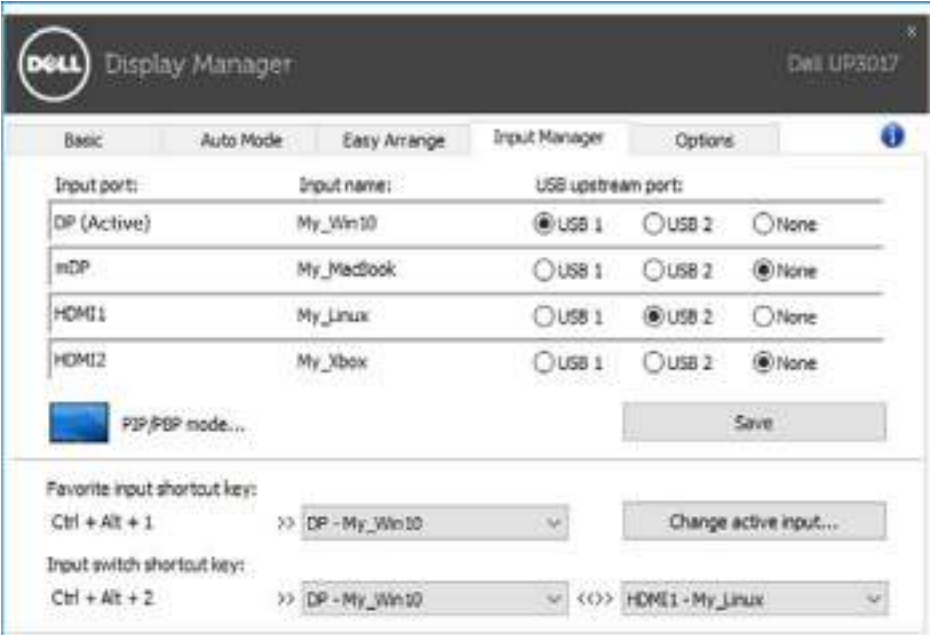 DELL Display Manager Dell UP3017 x
Basic Auto Mode Easy Arrange Input Manager Options i
Input port: Input name: USB upstream port:
DP (Active) My_Win10 USB 1 USB 2 None
mDP My_MacBook USB 1 USB 2 None
HDMI1 My_Linux USB 1 USB 2 None
HDMI2 My_Xbox USB 1 USB 2 None
PIP/PBP mode... Save
Favorite input shortcut key:
Ctrl + Alt + 1 >> DP - My_Win10 Change active input...
Input switch shortcut key:
Ctrl + Alt + 2 >> DP - My_Win10 <<>> HDMI1 - My_Linux